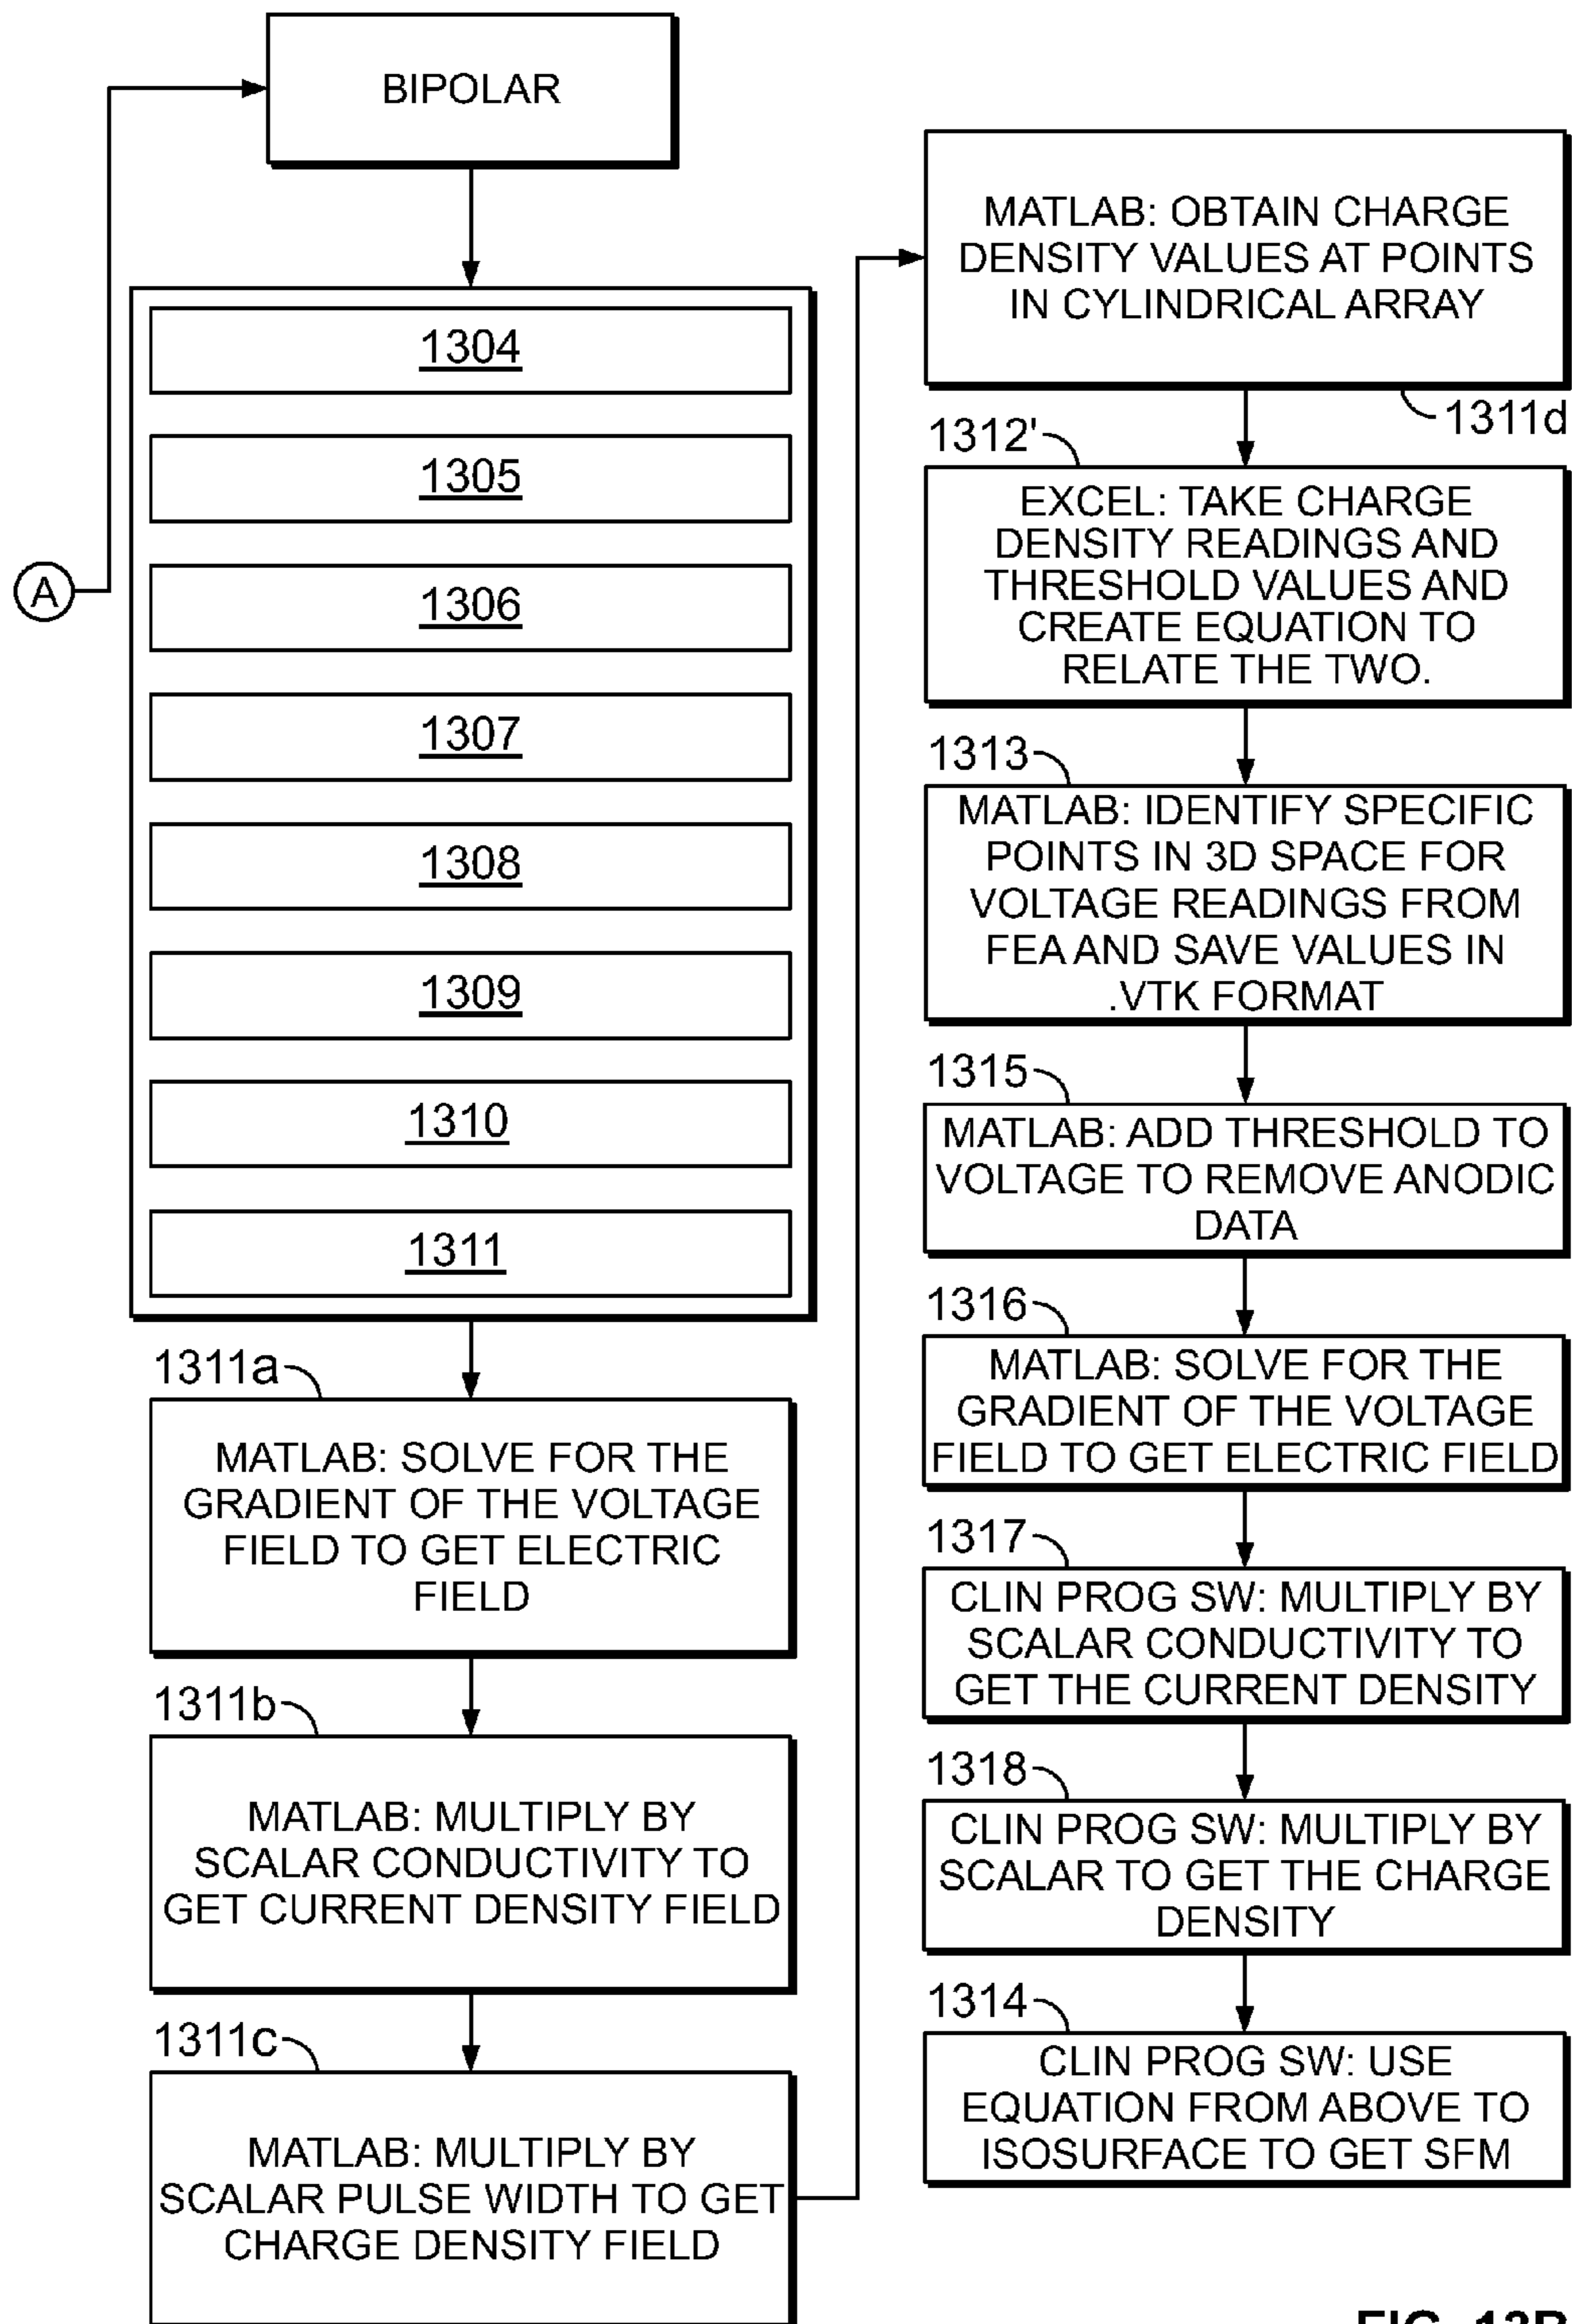 BIPOLAR
A
1304
1305
1306
1307
1308
1309
1310
1311
1311a
MATLAB: SOLVE FOR THE
GRADIENT OF THE VOLTAGE
FIELD TO GET ELECTRIC
FIELD
1311b
MATLAB: MULTIPLY BY
SCALAR CONDUCTIVITY TO
GET CURRENT DENSITY FIELD
1311c
MATLAB: MULTIPLY BY
SCALAR PULSE WIDTH TO GET
CHARGE DENSITY FIELD
MATLAB: OBTAIN CHARGE
DENSITY VALUES AT POINTS
IN CYLINDRICAL ARRAY
1311d
1312'
EXCEL: TAKE CHARGE
DENSITY READINGS AND
THRESHOLD VALUES AND
CREATE EQUATION TO
RELATE THE TWO.
1313
MATLAB: IDENTIFY SPECIFIC
POINTS IN 3D SPACE FOR
VOLTAGE READINGS FROM
FEA AND SAVE VALUES IN
.VTK FORMAT
1315
MATLAB: ADD THRESHOLD TO
VOLTAGE TO REMOVE ANODIC
DATA
1316
MATLAB: SOLVE FOR THE
GRADIENT OF THE VOLTAGE
FIELD TO GET ELECTRIC FIELD
1317
CLIN PROG SW: MULTIPLY BY
SCALAR CONDUCTIVITY TO
GET THE CURRENT DENSITY
1318
CLIN PROG SW: MULTIPLY BY
SCALAR TO GET THE CHARGE
DENSITY
1314
CLIN PROG SW: USE
EQUATION FROM ABOVE TO
ISOSURFACE TO GET SFM